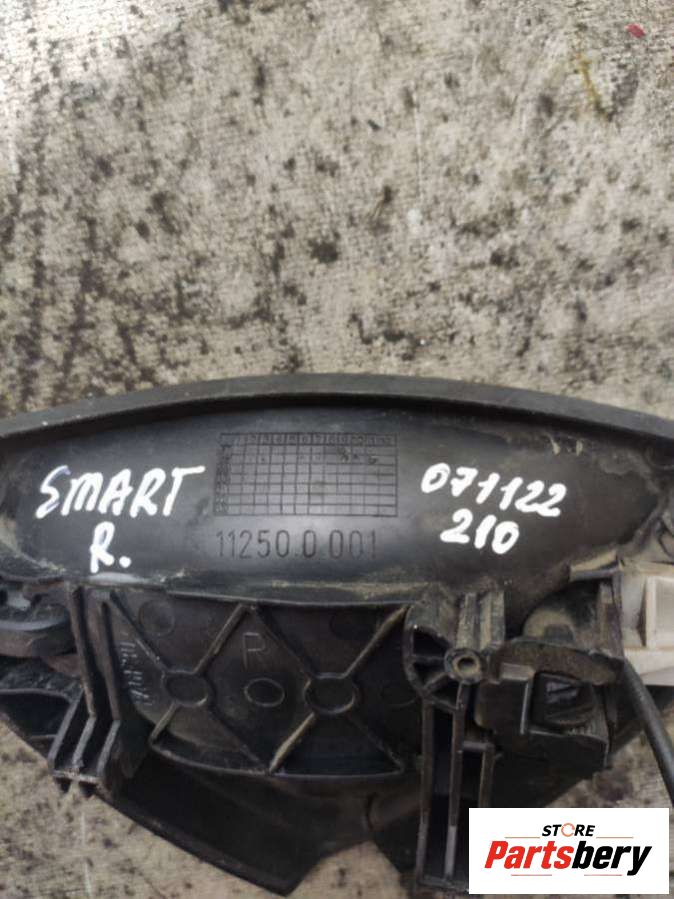 SMART
R.
11250.0.001
071122
210
R
STORE
Partsbery